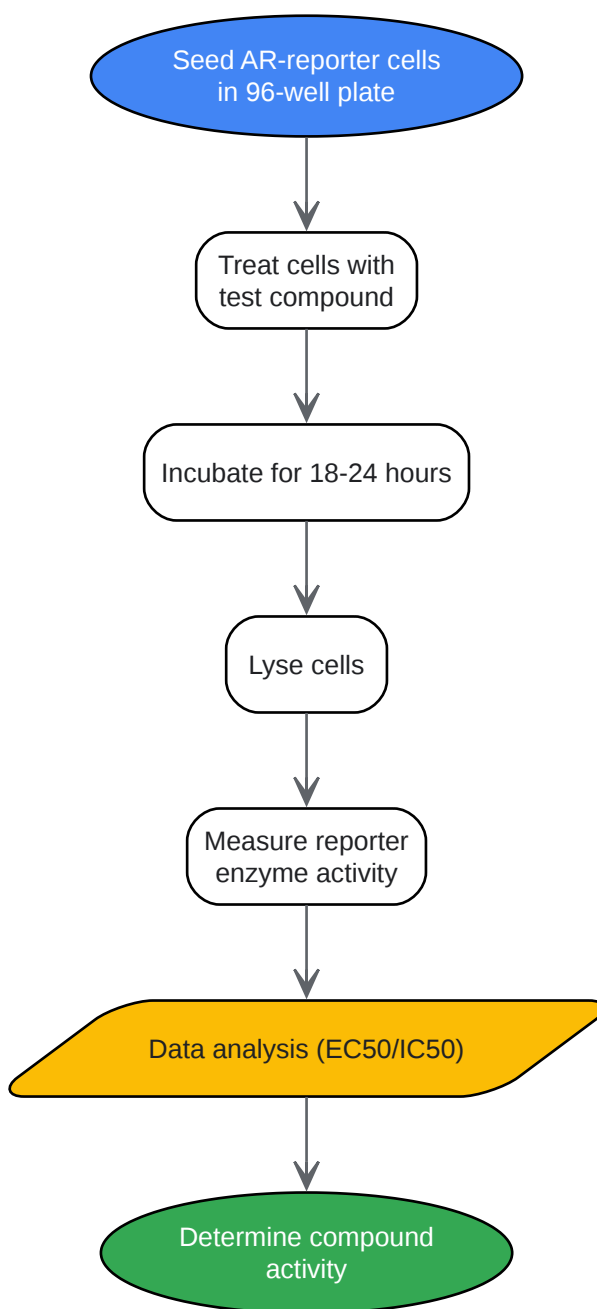 Seed AR-reporter cells
in 96-well plate
Treat cells with
test compound
Incubate for 18-24 hours
Lyse cells
Measure reporter
enzyme activity
Data analysis (EC50/IC50)
Determine compound
activity